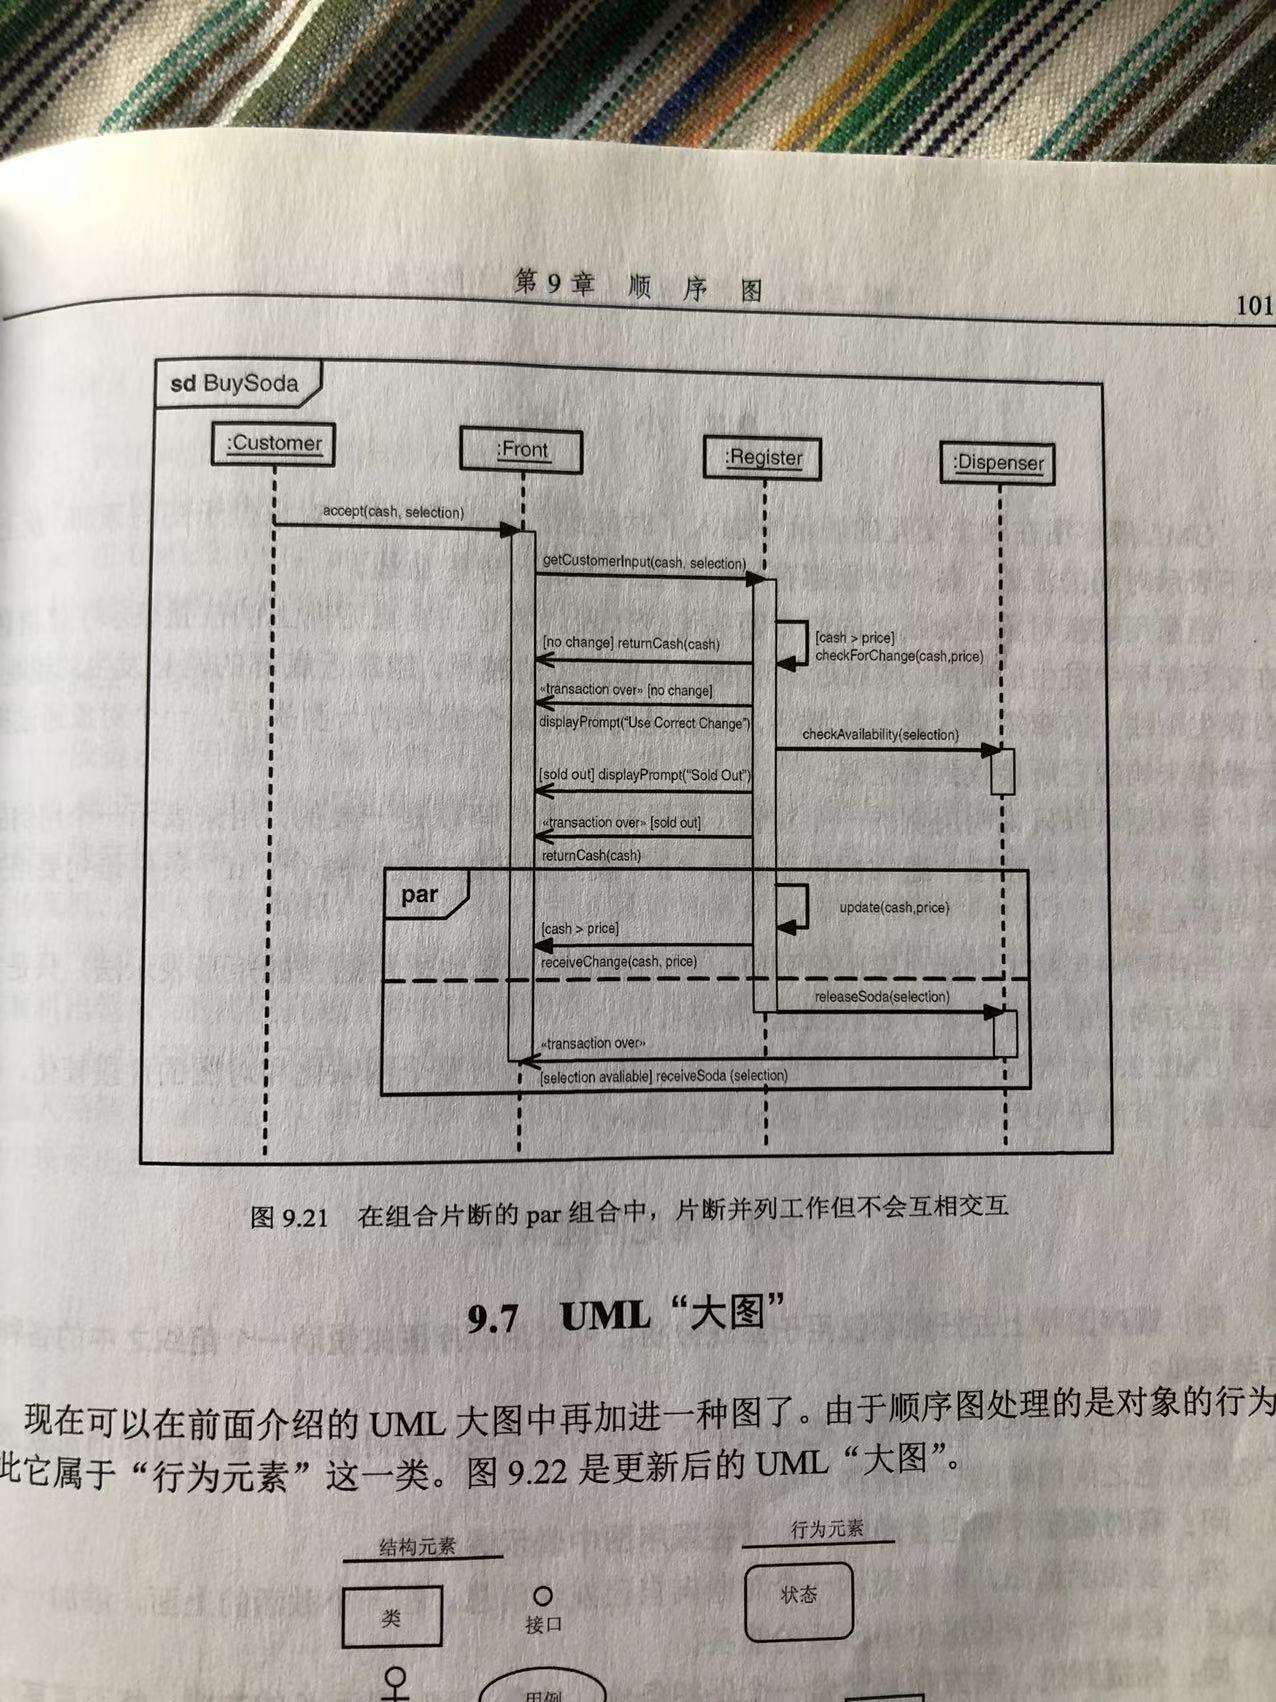 第 9 章 顺 序 图
101
sd BuySoda
:Customer
:Front
:Register
:Dispenser
accept(cash, selection)
getCustomerInput(cash, selection)
[cash > price]
checkForChange(cash,price)
[no change] returnCash(cash)
«transaction over» [no change]
displayPrompt("Use Correct Change")
checkAvailability(selection)
[sold out] displayPrompt("Sold Out")
«transaction over» [sold out]
returnCash(cash)
par
update(cash,price)
[cash > price]
receiveChange(cash, price)
releaseSoda(selection)
«transaction over»
[selection avaliable] receiveSoda (selection)
图 9.21 在组合片断的 par 组合中，片断并列工作但不会互相交互
9.7 UML“大图”
现在可以在前面介绍的 UML 大图中再加进一种图了。由于顺序图处理的是对象的行为
此它属于“行为元素”这一类。图 9.22 是更新后的 UML“大图”。
结构元素
行为元素
类
接口
状态
用例